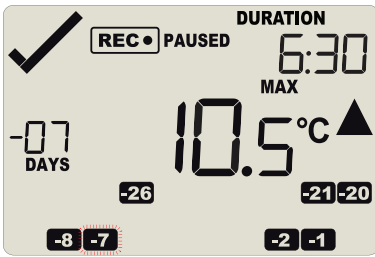 DURATION
REC● PAUSED 6:30
MAX
-07 10.5°C
DAYS
-26 -21 -20
-8 -7 -2 -1